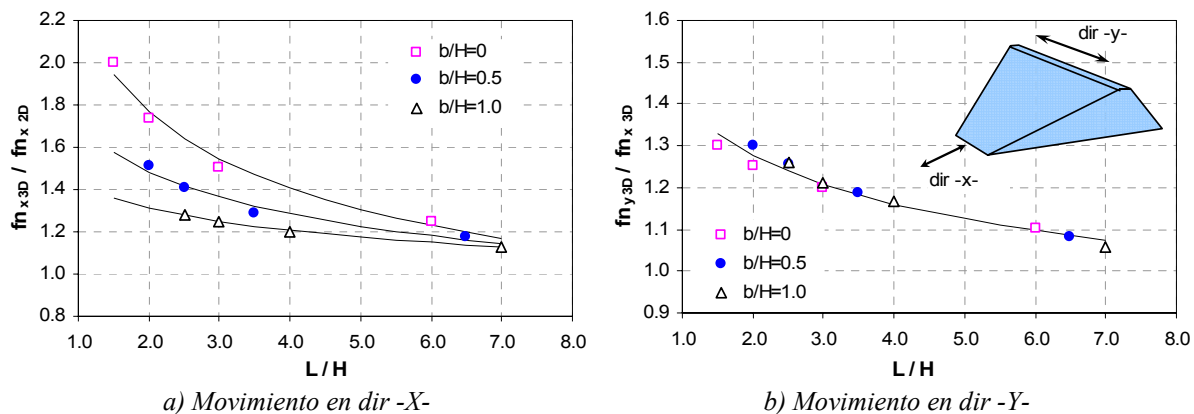 2.2
2.0
1.8
1.6
1.4
1.2
1.0
0.8
fn x 3D / fn x 2D
b/H=0
b/H=0.5
b/H=1.0
1.0 2.0 3.0 4.0 5.0 6.0 7.0 8.0
L / H
a) Movimiento en dir -X-
1.6
1.5
1.4
1.3
1.2
1.1
1.0
0.9
fn y 3D / fn x 3D
dir -y-
dir -x-
b/H=0
b/H=0.5
b/H=1.0
1.0 2.0 3.0 4.0 5.0 6.0 7.0 8.0
L / H
b) Movimiento en dir -Y-